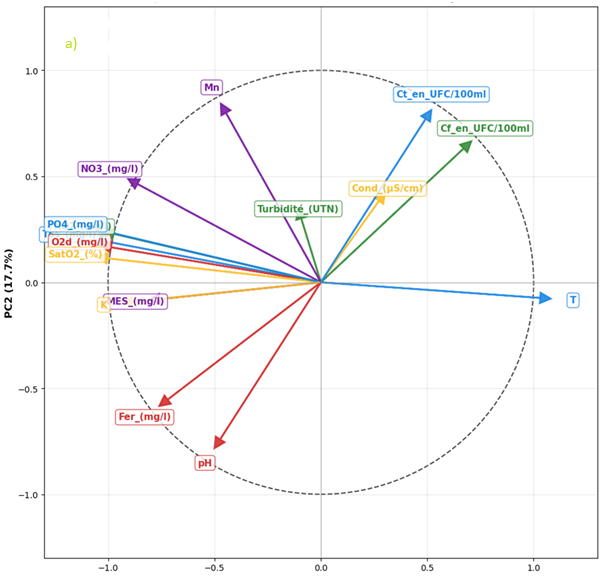 a)
1.0
Mn
Ct_en_UFC/100ml
Cf_en_UFC/100ml
0.5
NO3_(mg/l)
Cond_(µS/cm)
Turbidité_(UTN)
PO4_(mg/l)
O2d_(mg/l)
SatO2_(%)
PC2 (17.7%)
0.0
K
MES_(mg/l)
T
−0.5
Fer_(mg/l)
pH
−1.0
−1.0 −0.5 0.0 0.5 1.0